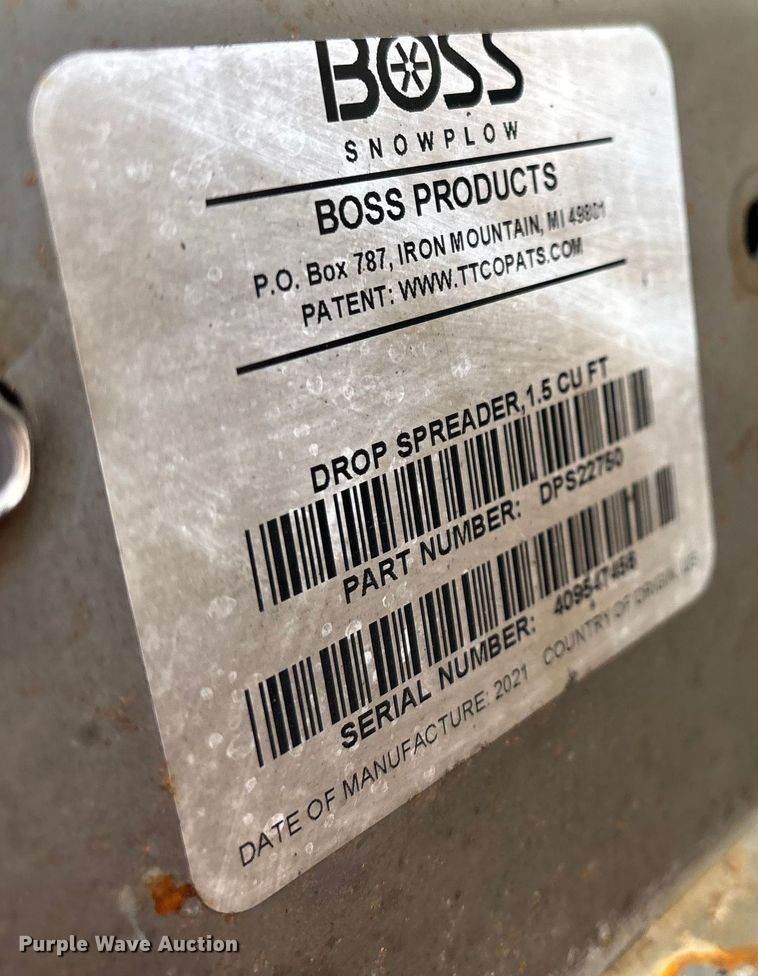 BOSS
SNOWPLOW
BOSS PRODUCTS
P.O. Box 787, IRON MOUNTAIN, MI 49801
PATENT: WWW.TTCOPATS.COM
DROP SPREADER,1.5 CU FT
PART NUMBER: DPS22750
SERIAL NUMBER:
DATE OF MANUFACTURE: 2021 COUNTRY OF ORIGIN:
Purple Wave Auction